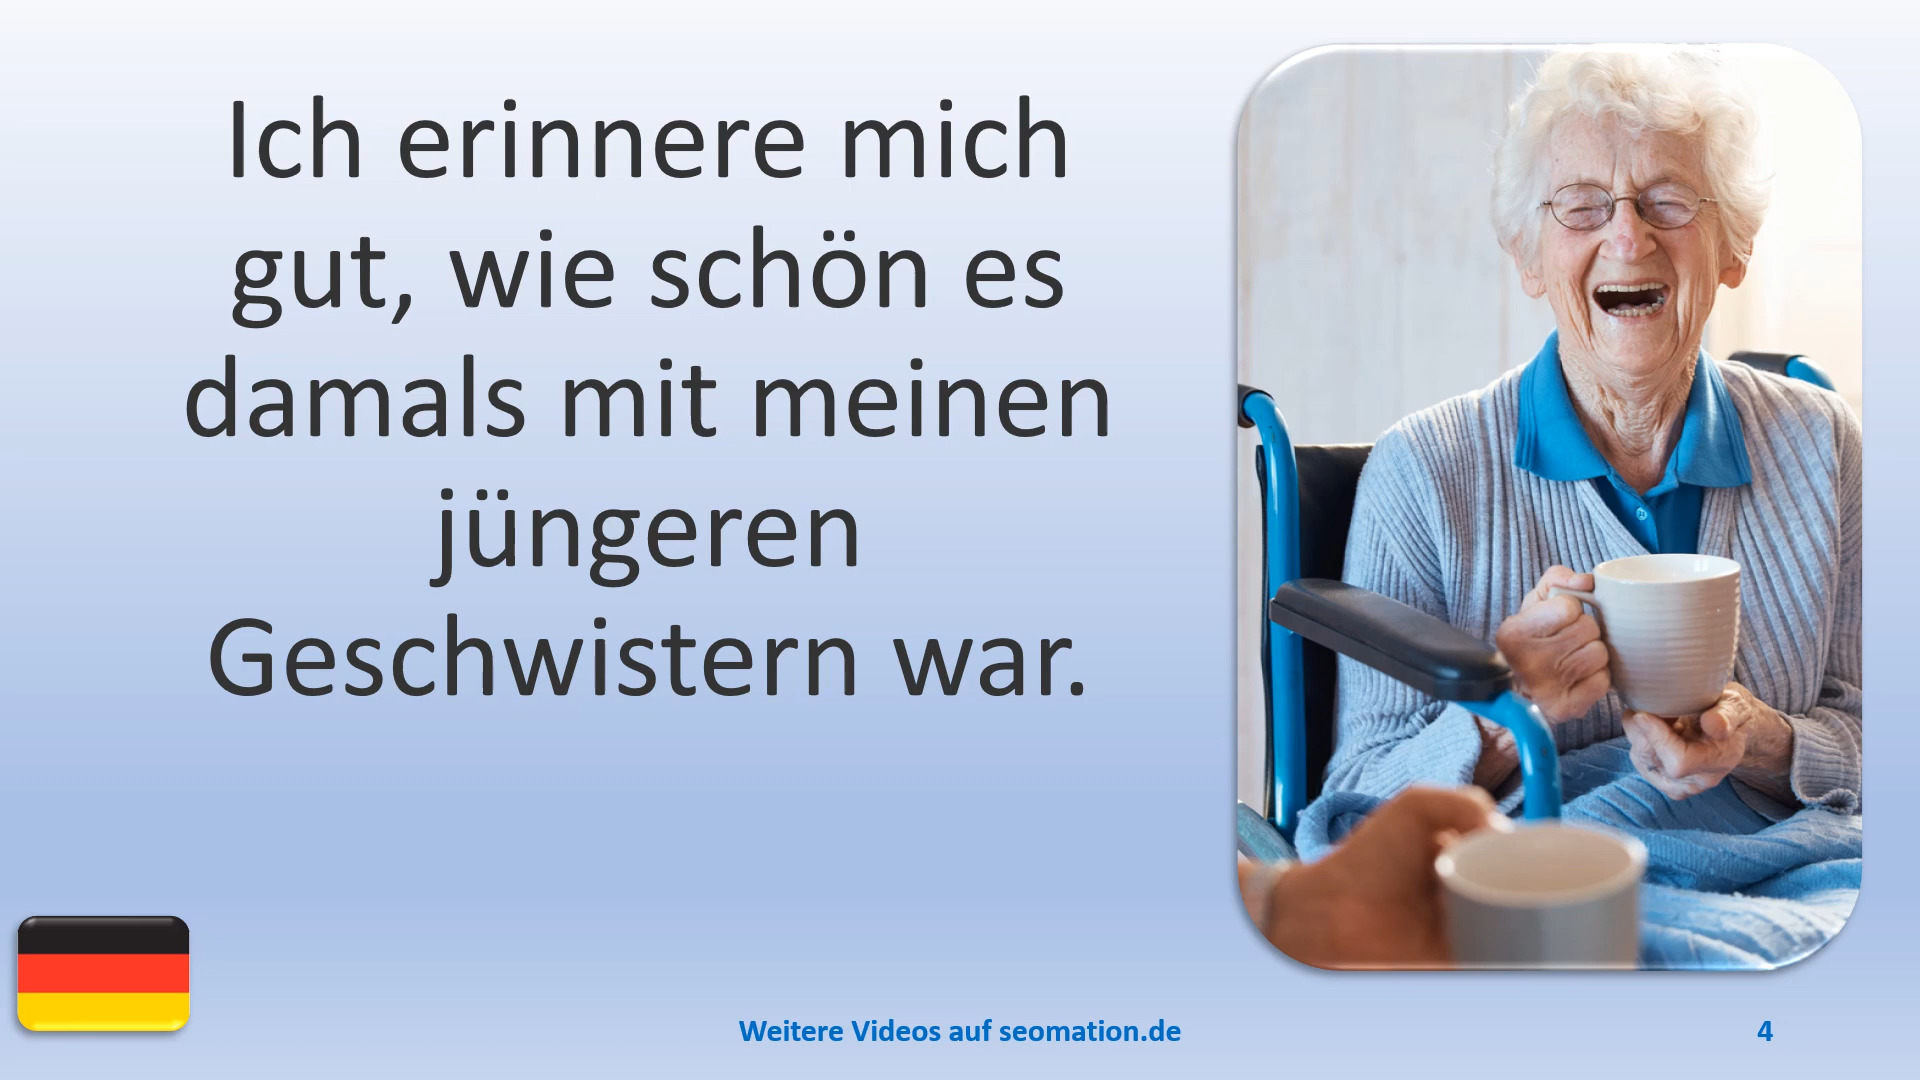 Ich erinnere mich
gut, wie schön es
damals mit meinen
jüngeren
Geschwistern war.
Weitere Videos auf seomation.de
4